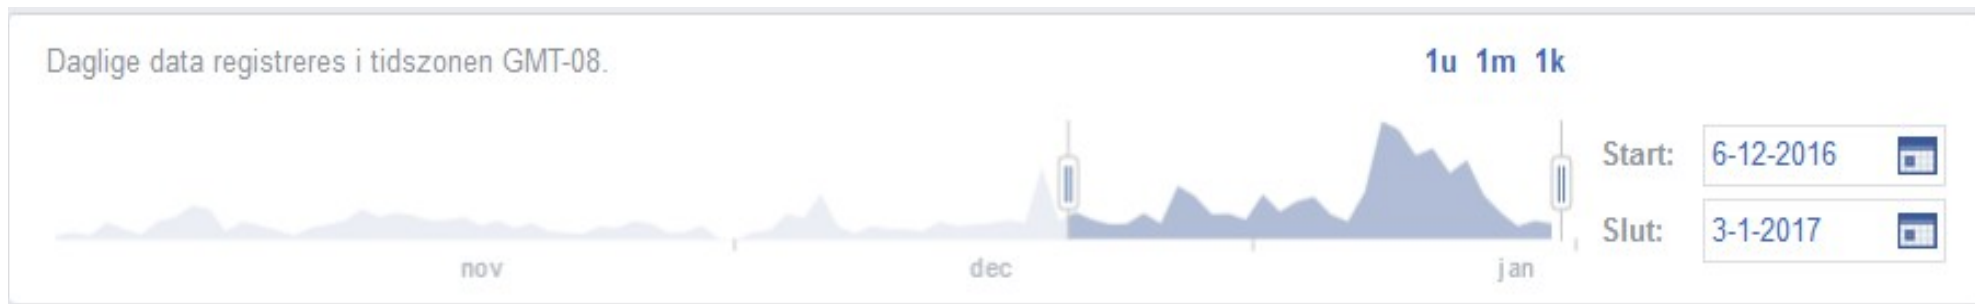 Daglige data registreres i tidszonen GMT-08.
1u 1m 1k
Start: 6-12-2016
Slut: 3-1-2017
nov dec jan